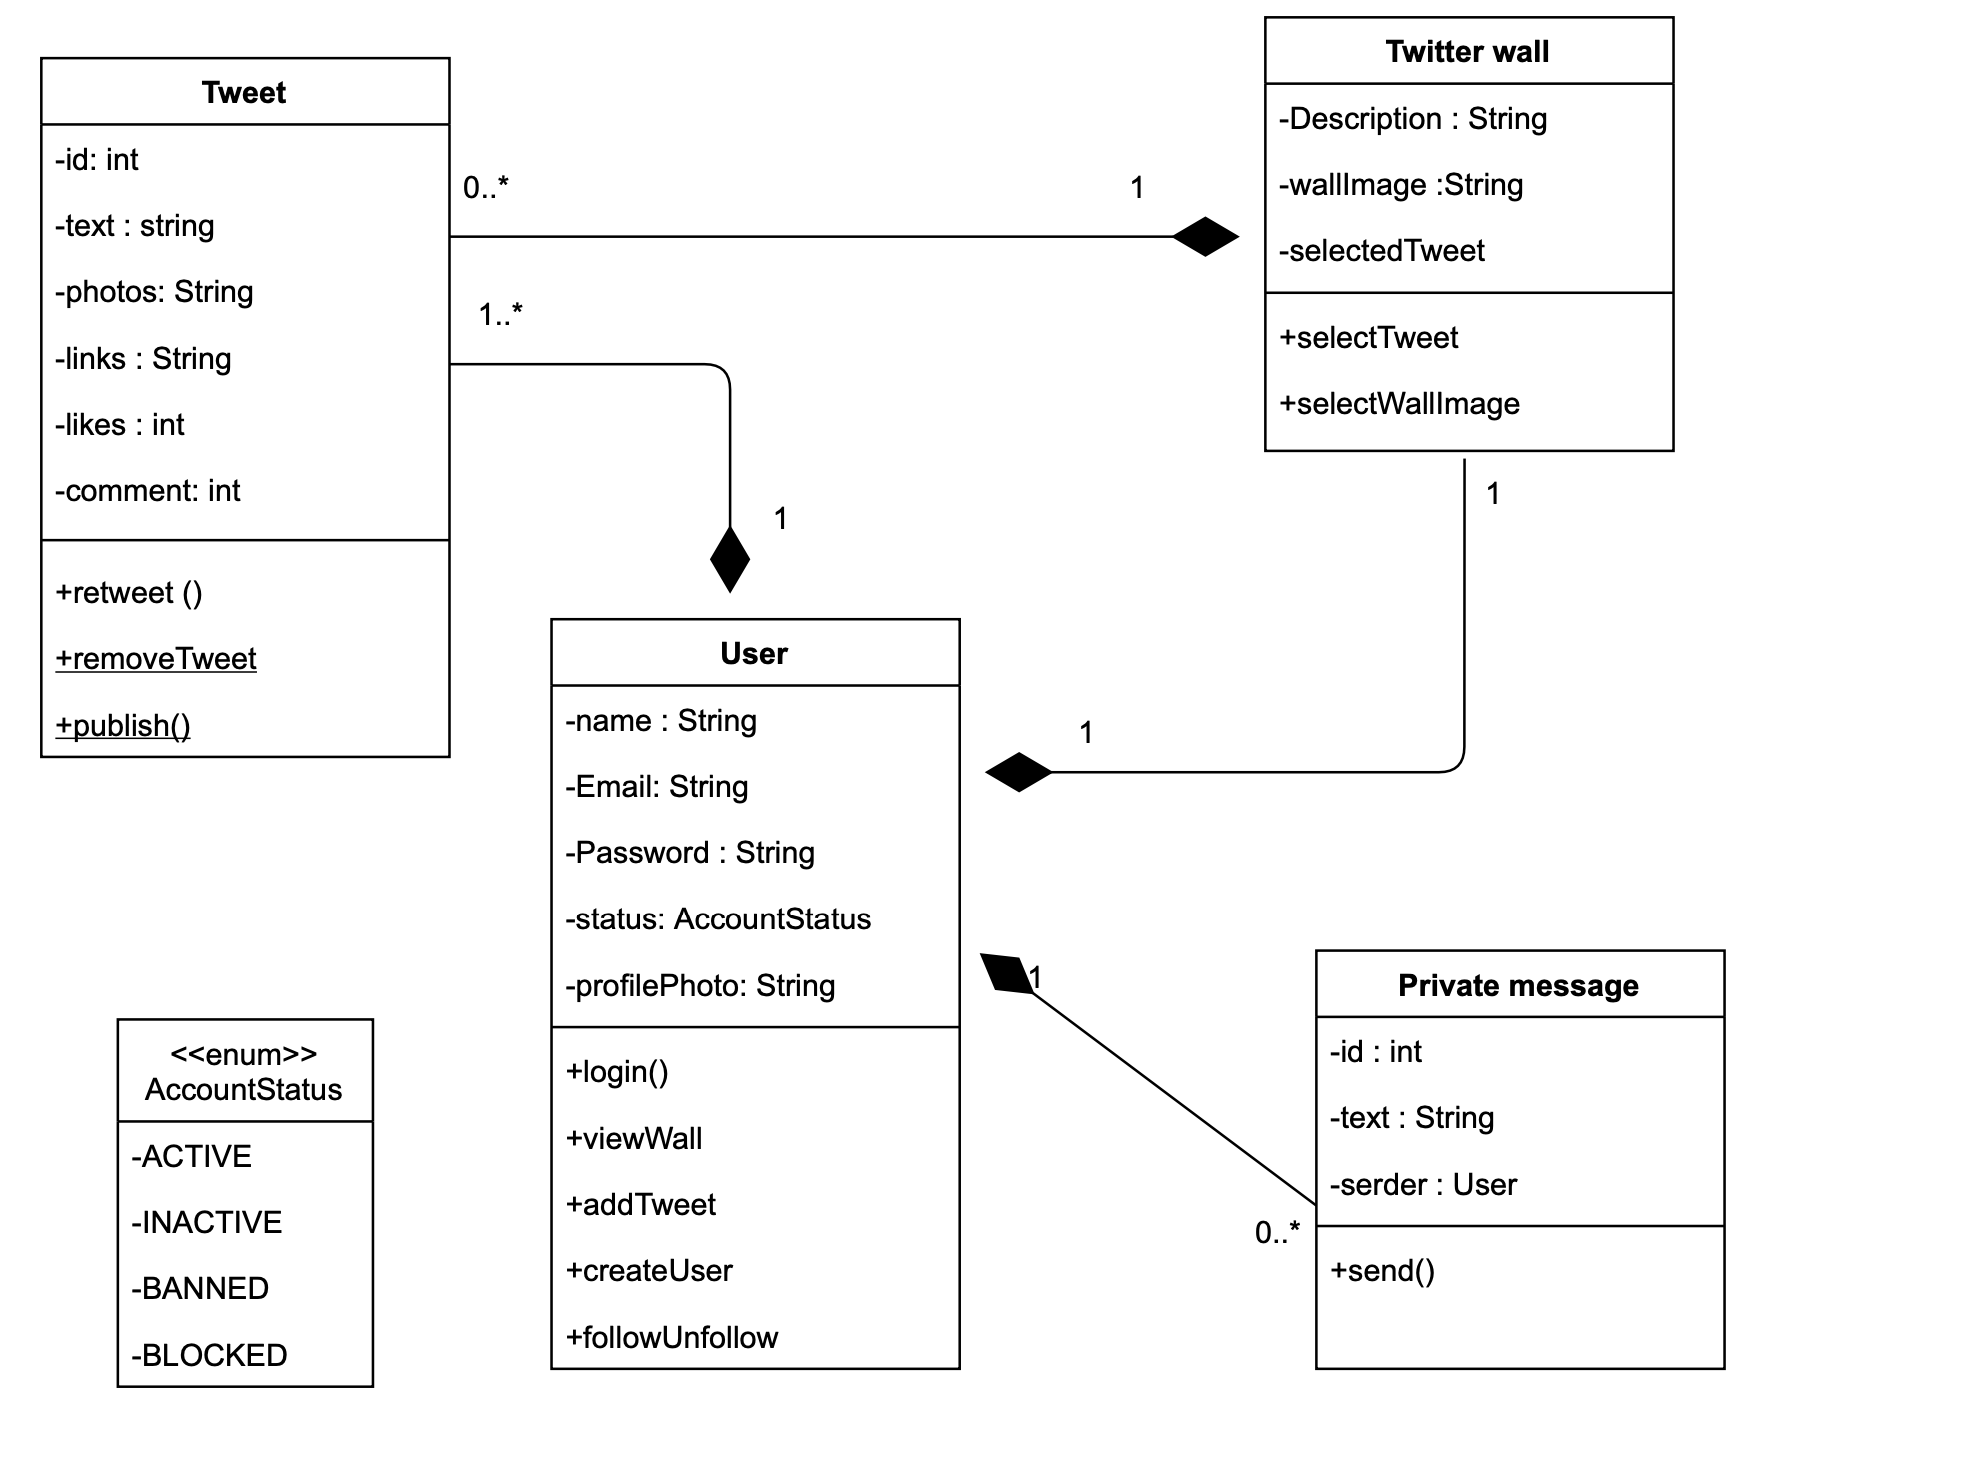 Tweet
-id: int
-text : string
-photos: String
-links : String
-likes : int
-comment: int
+retweet ()
+removeTweet
+publish()
0..*
1
1..*
1
Twitter wall
-Description : String
-wallImage :String
-selectedTweet
+selectTweet
+selectWallImage
1
1
User
-name : String
-Email: String
-Password : String
-status: AccountStatus
-profilePhoto: String
+login()
+viewWall
+addTweet
+createUser
+followUnfollow
1
0..*
Private message
-id : int
-text : String
-serder : User
+send()
<<enum>>
AccountStatus
-ACTIVE
-INACTIVE
-BANNED
-BLOCKED